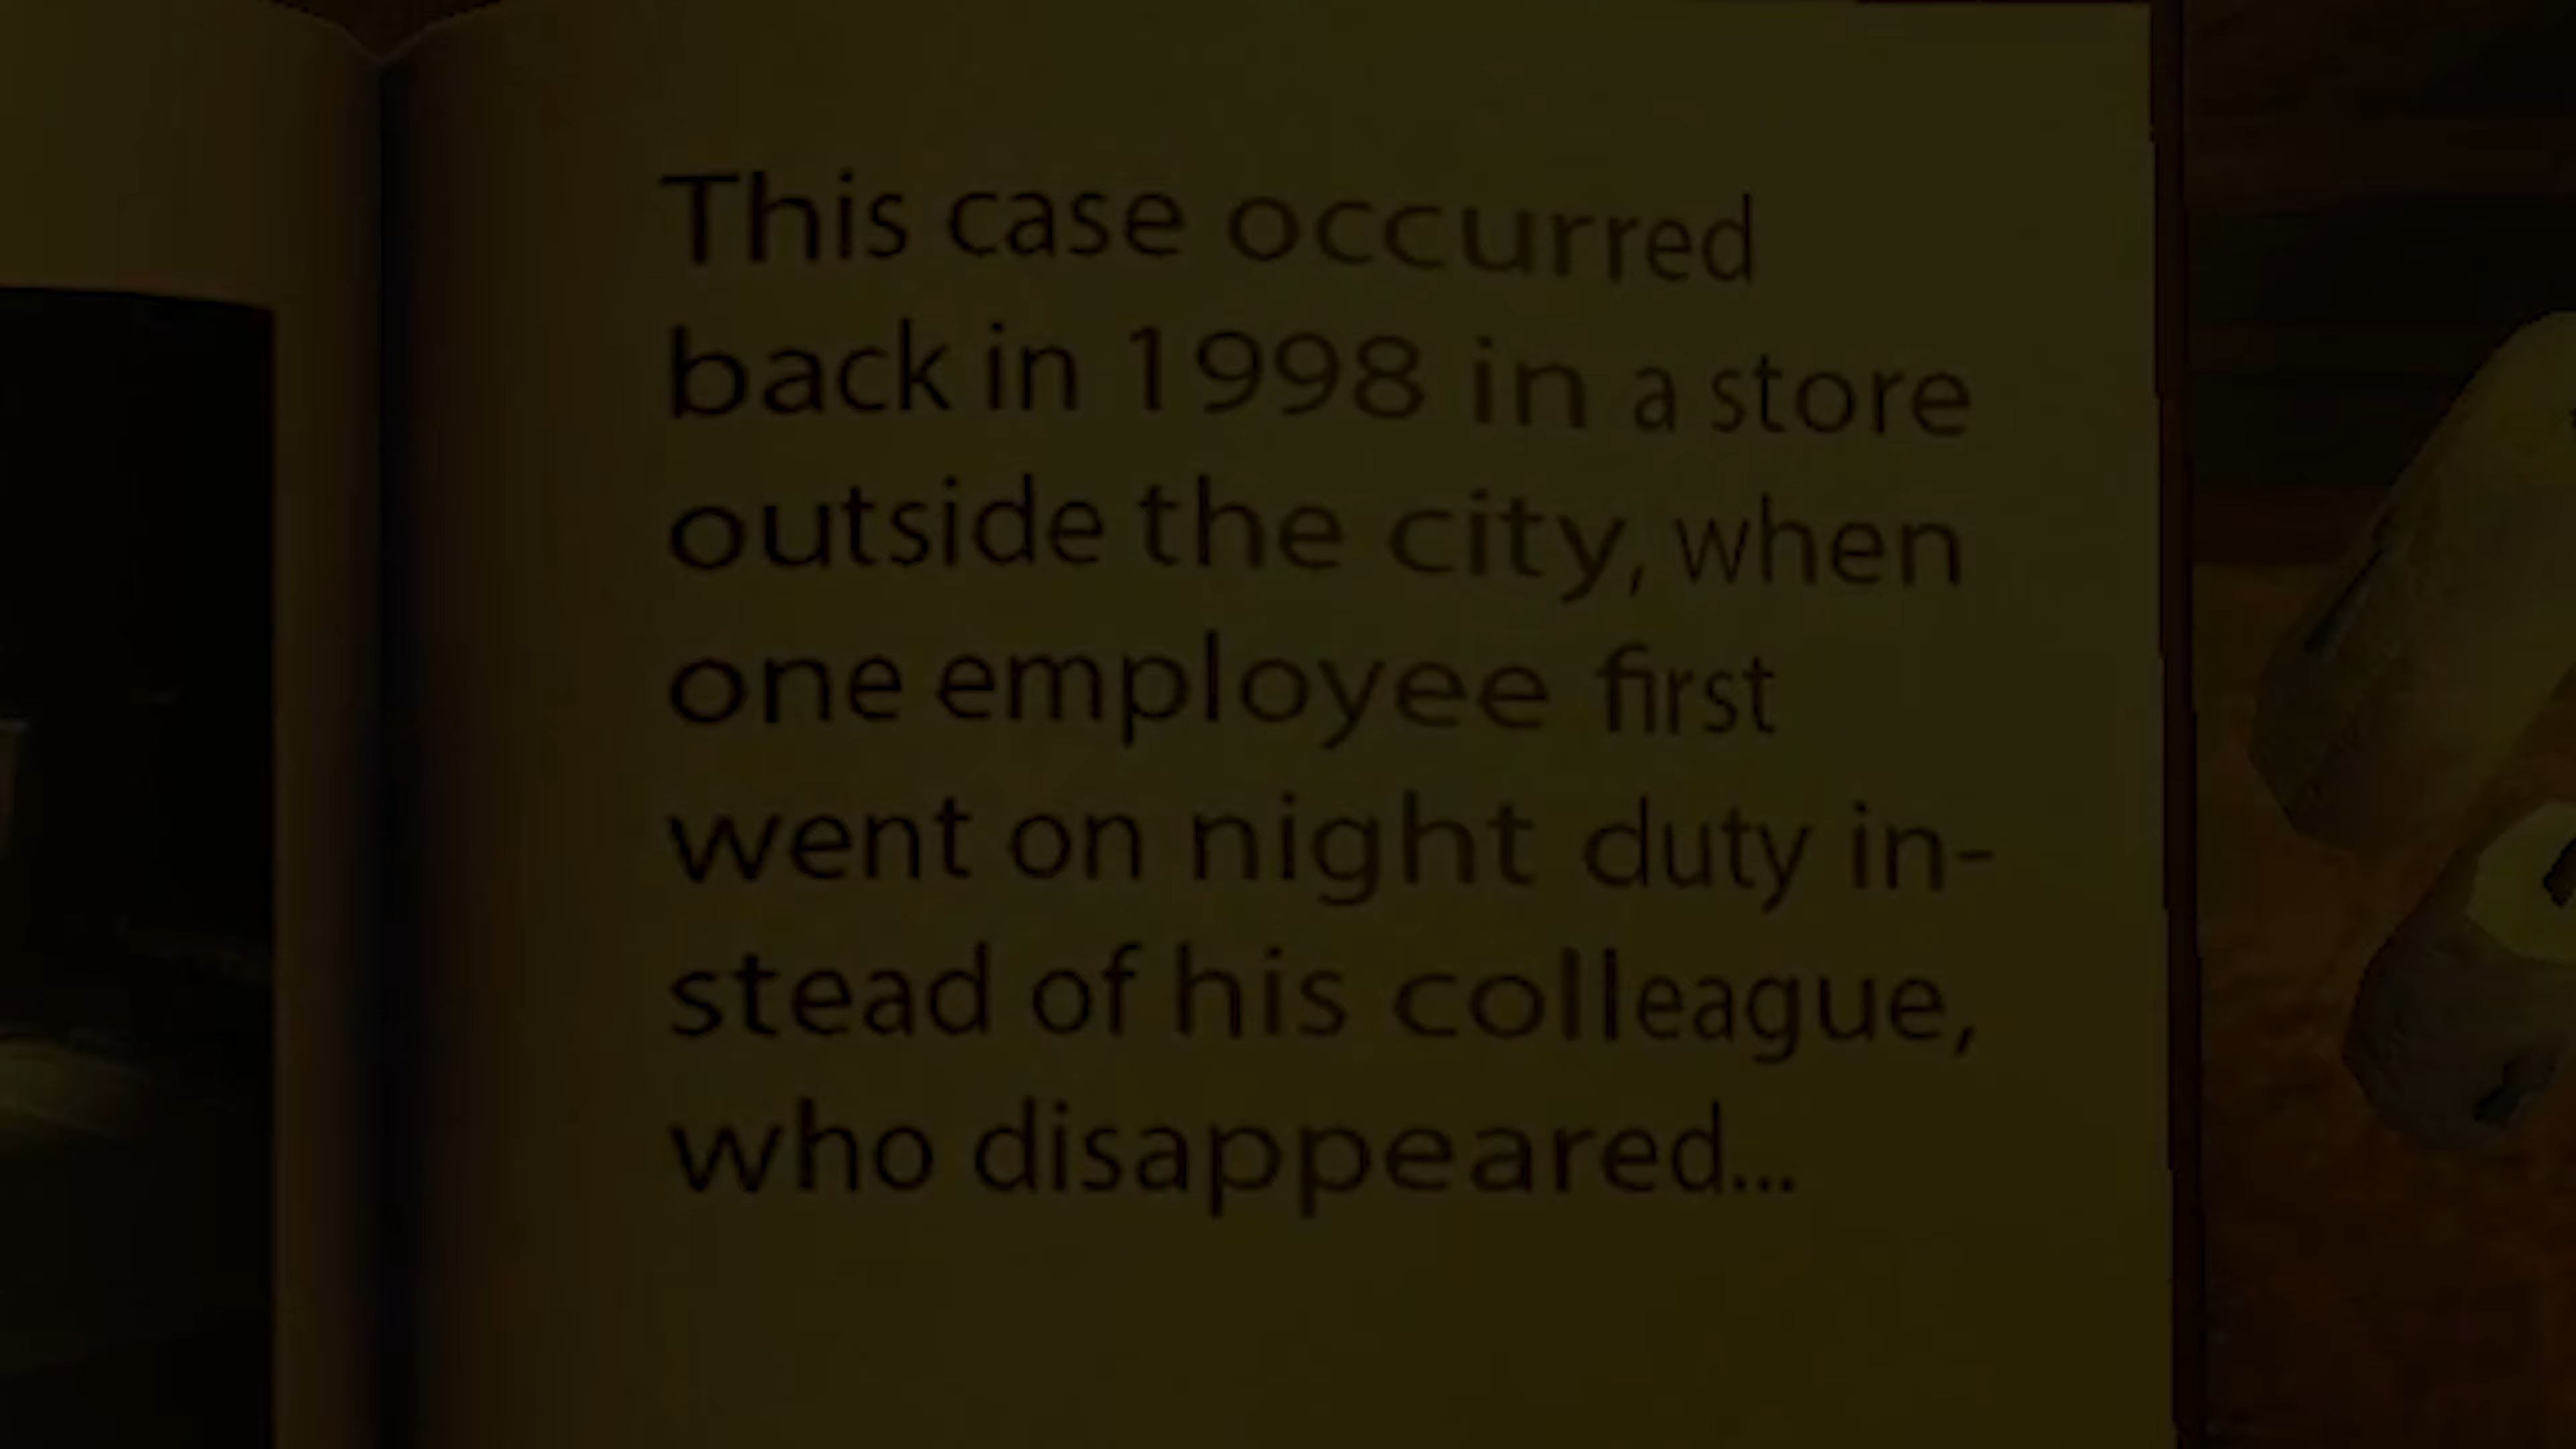 This case occurred
back in 1998 in a store
outside the city, when
one employee first
went on night duty in-
stead of his colleague,
who disappeared...